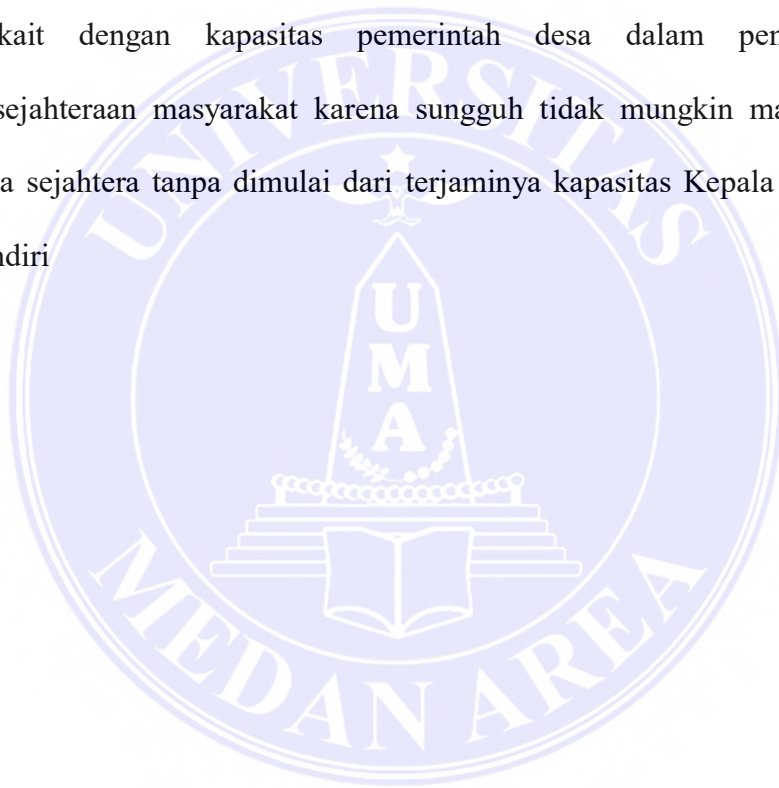 kait dengan kapasitas pemerintah desa dalam pen
sejahteraan masyarakat karena sungguh tidak mungkin ma
a sejahtera tanpa dimulai dari terjaminya kapasitas Kepala
ndiri
UNIVERSITAS
UMA
MEDAN AREA